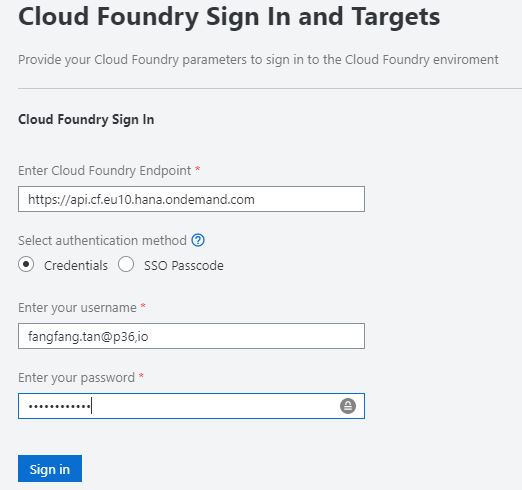 Cloud Foundry Sign In and Targets
Provide your Cloud Foundry parameters to sign in to the Cloud Foundry enviroment
Cloud Foundry Sign In
Enter Cloud Foundry Endpoint *
https://api.cf.eu10.hana.ondemand.com
Select authentication method
Credentials SSO Passcode
Enter your username *
fangfang.tan@p36,io
Enter your password *
••••••••••••
Sign in